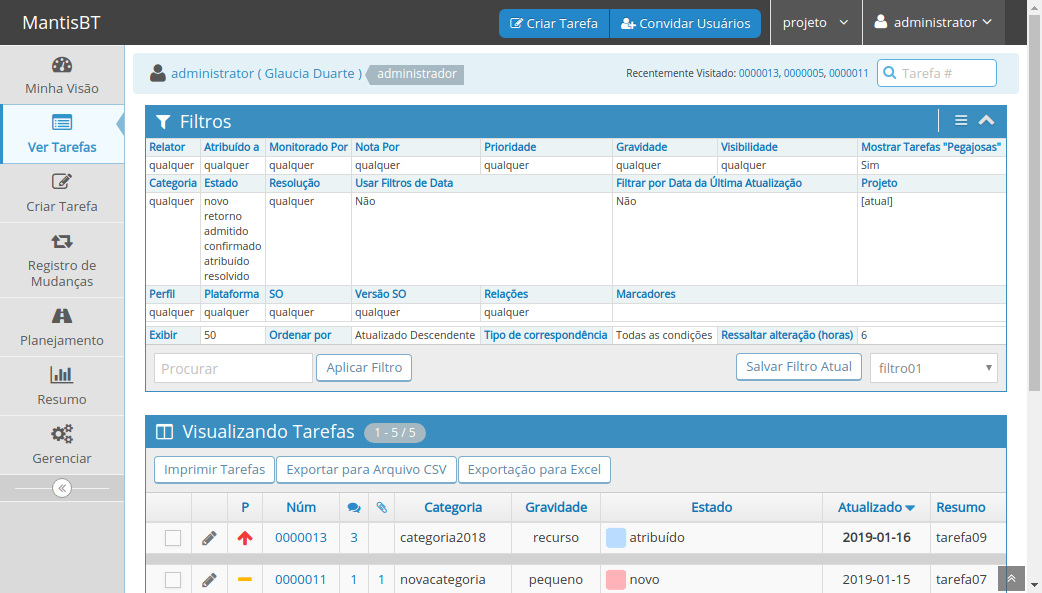 MantisBT
Criar Tarefa
Convidar Usuários
projeto
administrator
Minha Visão
Ver Tarefas
Criar Tarefa
Registro de
Mudanças
Planejamento
Resumo
Gerenciar
administrator ( Glaucia Duarte ) administrador
Recentemente Visitado: 0000013, 0000005, 0000011
Tarefa #
Filtros
Relator Atribuído a Monitorado Por Nota Por Prioridade Gravidade Visibilidade Mostrar Tarefas "Pegajosas"
qualquer qualquer qualquer qualquer qualquer qualquer qualquer Sim
Categoria Estado Resolução Usar Filtros de Data Filtrar por Data da Última Atualização Projeto
qualquer novo qualquer Não Não [atual]
retorno
admitido
confirmado
atribuído
resolvido
Perfil Plataforma SO Versão SO Relações Marcadores
qualquer qualquer qualquer qualquer qualquer
Exibir 50 Ordenar por Atualizado Descendente Tipo de correspondência Todas as condições Ressaltar alteração (horas) 6
Procurar Aplicar Filtro Salvar Filtro Atual filtro01
Visualizando Tarefas 1 - 5 / 5
Imprimir Tarefas Exportar para Arquivo CSV Exportação para Excel
P Núm Categoria Gravidade Estado Atualizado Resumo
0000013 3 categoria2018 recurso atribuído 2019-01-16 tarefa09
0000011 1 1 novacategoria pequeno novo 2019-01-15 tarefa07